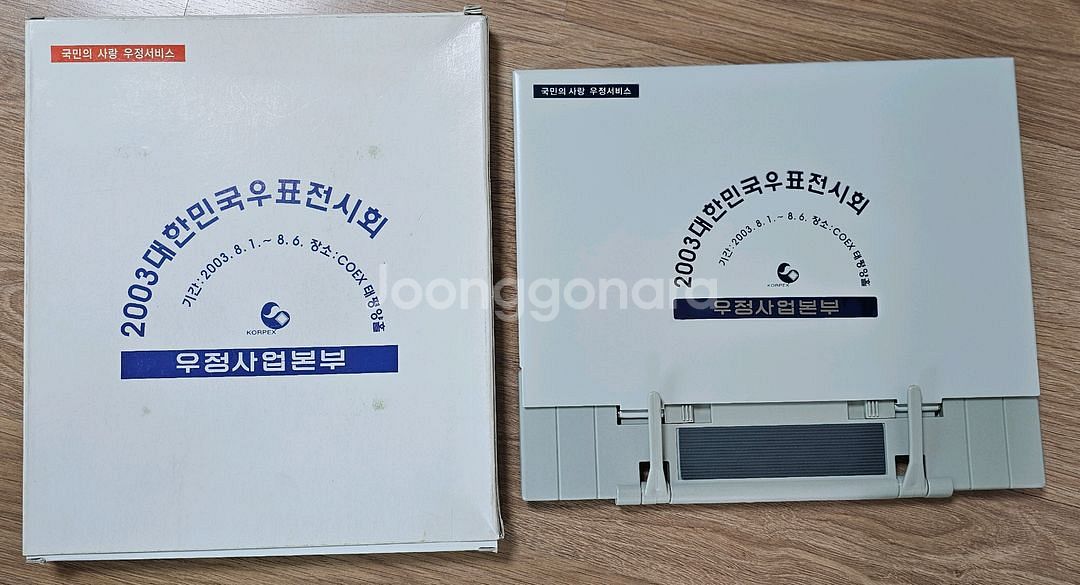 국민의 사랑 우정서비스
2003대한민국우표전시회
기간:2003.8.1.~8.6. 장소:COEX 태평양홀
KORPEX
우정사업본부
국민의 사랑 우정서비스
2003대한민국우표전시회
기간:2003.8.1.~8.6. 장소:COEX 태평양홀
KORPEX
우정사업본부
Joonggonara